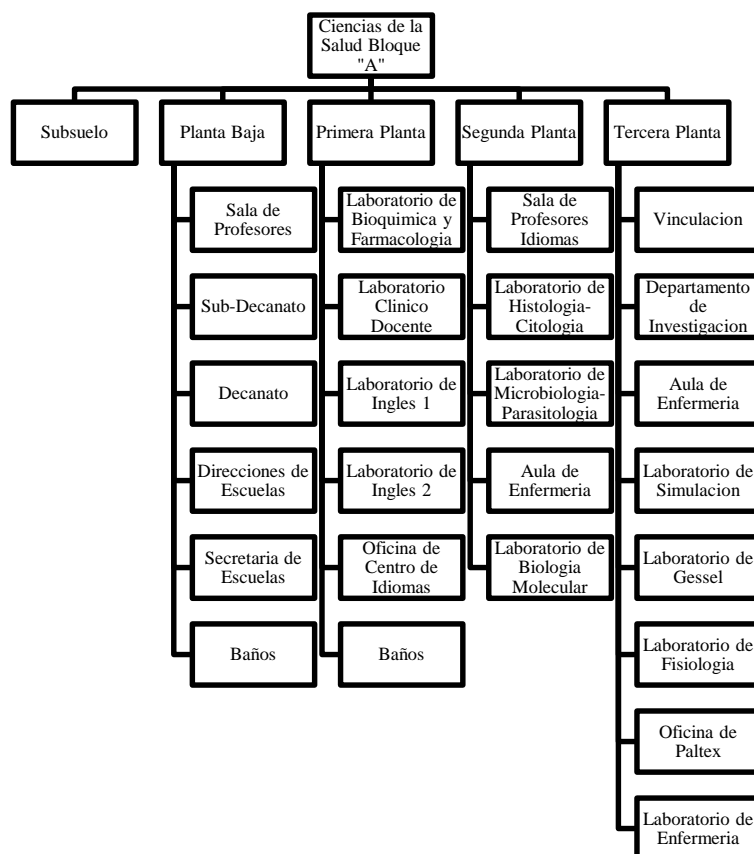 Ciencias de la
Salud Bloque
"A"
Subsuelo
Planta Baja
Primera Planta
Segunda Planta
Tercera Planta
Sala de
Profesores
Sub-Decanato
Decanato
Direcciones de
Escuelas
Secretaria de
Escuelas
Baños
Laboratorio de
Bioquimica y
Farmacologia
Laboratorio
Clinico
Docente
Laboratorio de
Ingles 1
Laboratorio de
Ingles 2
Oficina de
Centro de
Idiomas
Baños
Sala de
Profesores
Idiomas
Laboratorio de
Histologia-
Citologia
Laboratorio de
Microbiologia-
Parasitologia
Aula de
Enfermeria
Laboratorio de
Biologia
Molecular
Vinculacion
Departamento
de
Investigacion
Aula de
Enfermeria
Laboratorio de
Simulacion
Laboratorio de
Gessel
Laboratorio de
Fisiologia
Oficina de
Paltex
Laboratorio de
Enfermeria